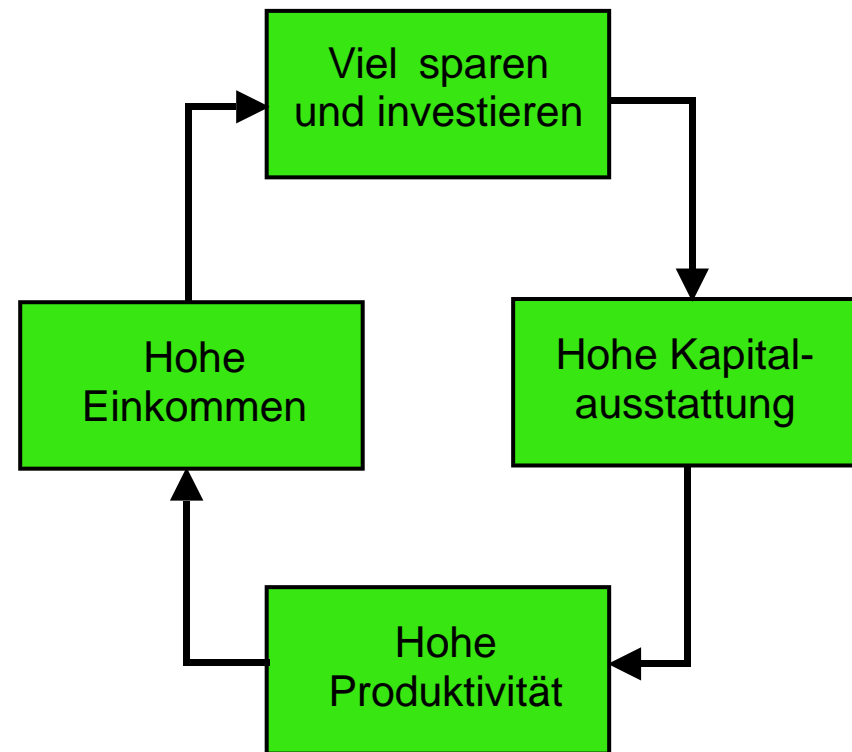 Viel sparen
und investieren
Hohe
Einkommen
Hohe Kapital-
ausstattung
Hohe
Produktivität